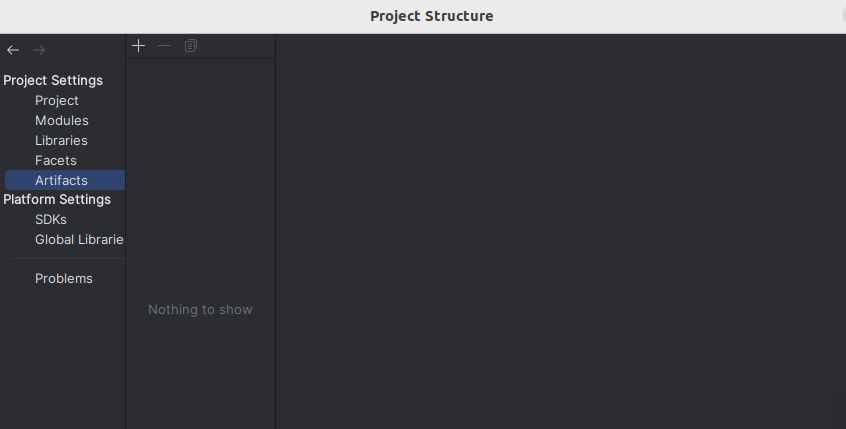 Project Structure
Project Settings
Project
Modules
Libraries
Facets
Artifacts
Platform Settings
SDKs
Global Librarie
Problems
Nothing to show